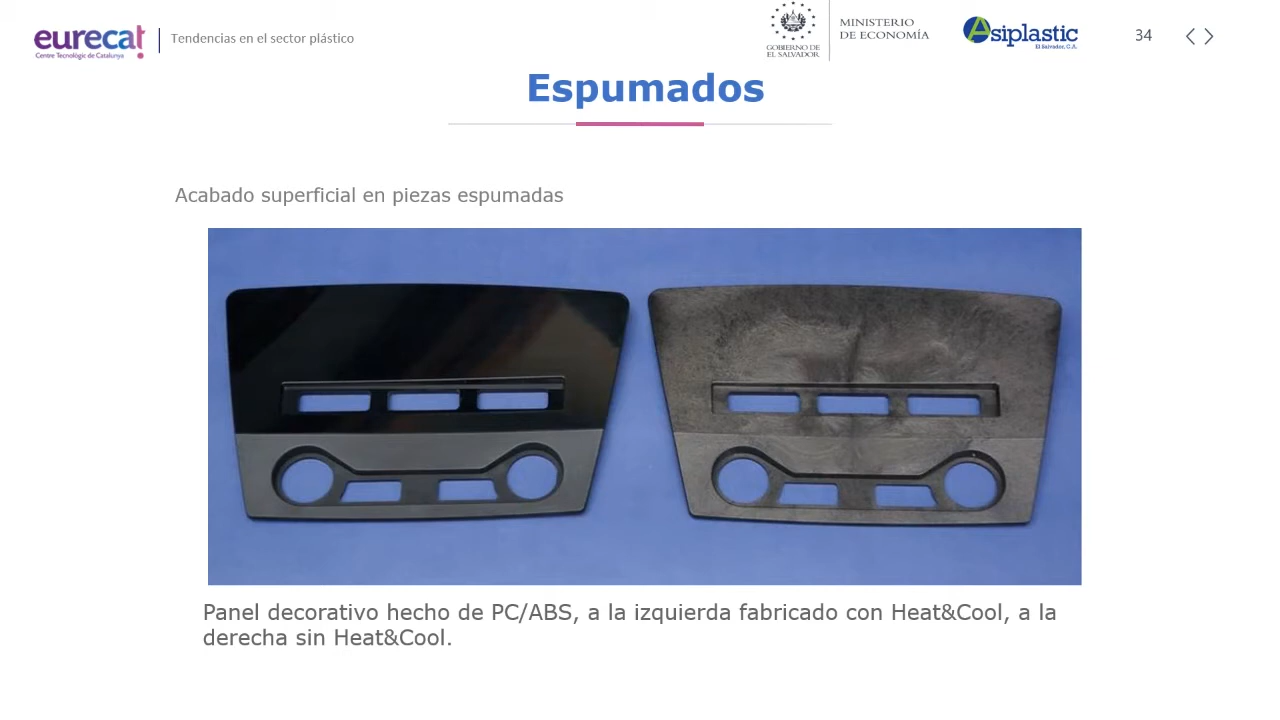 eurecat
Centre Tecnològic de Catalunya
Tendencias en el sector plástico
GOBIERNO DE
EL SALVADOR
MINISTERIO
DE ECONOMÍA
Asiplastic
El Salvador, C.A.
34
Espumados
Acabado superficial en piezas espumadas
Panel decorativo hecho de PC/ABS, a la izquierda fabricado con Heat&Cool, a la
derecha sin Heat&Cool.